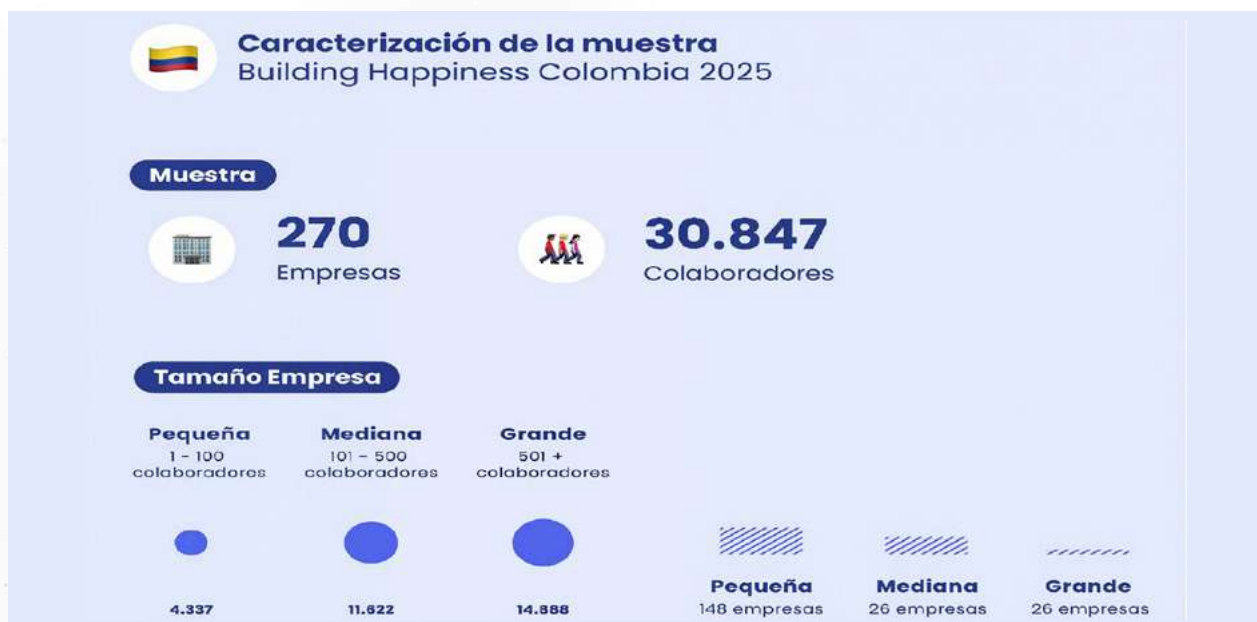 Caracterización de la muestra
Building Happiness Colombia 2025
Muestra
270
Empresas
30.847
Colaboradores
Tamaño Empresa
Pequeña
1 - 100
colaboradores
Mediana
101 - 500
colaboradores
Grande
501 +
colaboradores
4.337
11.622
14.888
Pequeña
148 empresas
Mediana
26 empresas
Grande
26 empresas